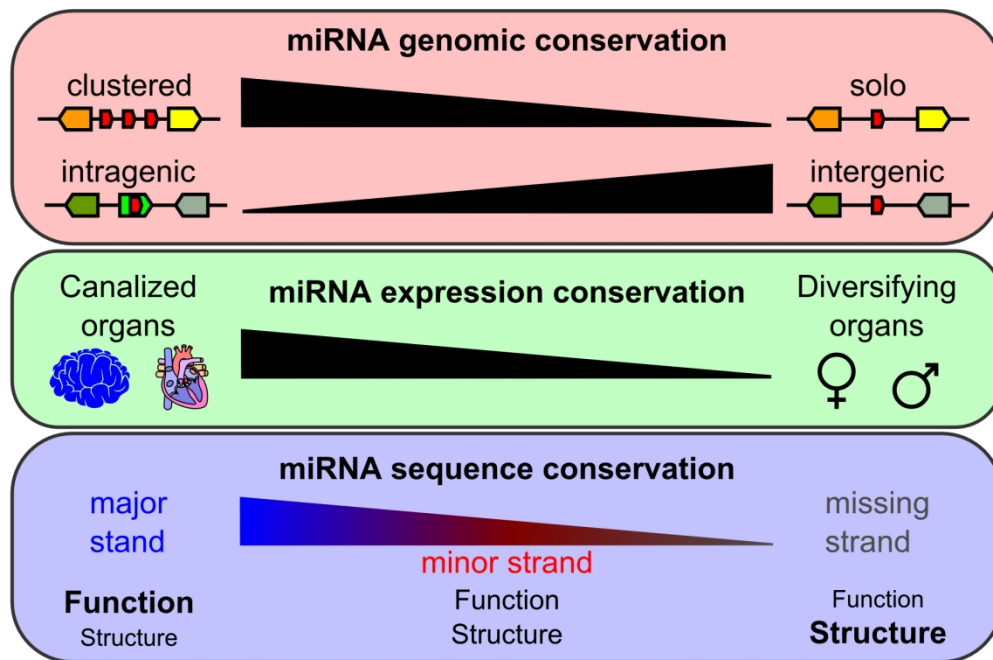 miRNA genomic conservation
clustered
solo
intragenic
intergenic
Canalized
organs
miRNA expression conservation
Diversifying
organs
miRNA sequence conservation
major
stand
missing
strand
minor strand
Function
Structure
Function
Structure
Function
Structure